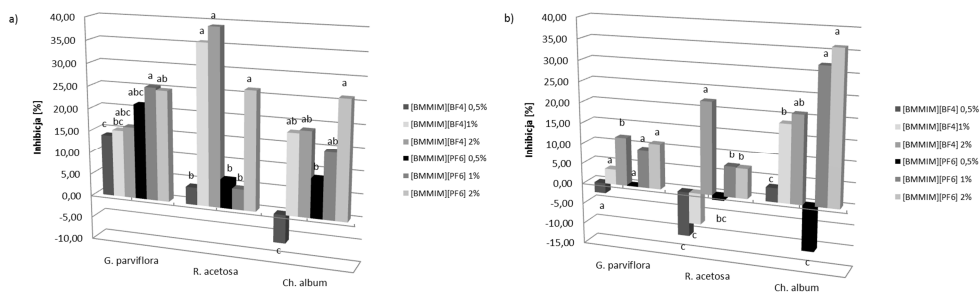 a)
Inhibicja [%]
40,00
35,00
30,00
25,00
20,00
15,00
10,00
5,00
0,00
-5,00
-10,00
c
bc
abc
abc
a
ab
b
a
a
b
b
a
c
ab
ab
b
ab
a
G. parviflora
R. acetosa
Ch. album
[BMMIM][BF4] 0,5%
[BMMIM][BF4]1%
[BMMIM][BF4] 2%
[BMMIM][PF6] 0,5%
[BMMIM][PF6] 1%
[BMMIM][PF6] 2%
b)
Inhibicja [%]
40,00
35,00
30,00
25,00
20,00
15,00
10,00
5,00
0,00
-5,00
-10,00
-15,00
a
a
b
a
a
a
c
c
a
bc
b
b
c
b
ab
c
a
a
G. parviflora
R. acetosa
Ch. album
[BMMIM][BF4] 0,5%
[BMMIM][BF4]1%
[BMMIM][BF4] 2%
[BMMIM][PF6] 0,5%
[BMMIM][PF6] 1%
[BMMIM][PF6] 2%